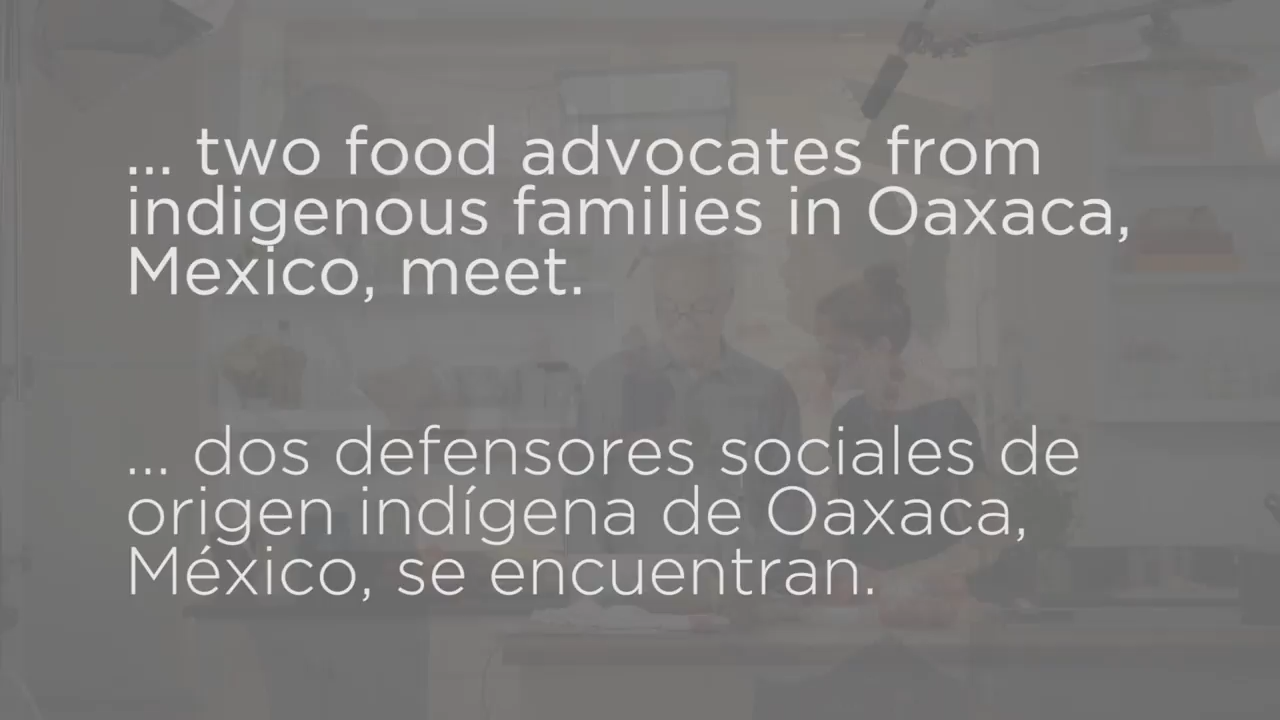 ... two food advocates from
indigenous families in Oaxaca,
Mexico, meet.
... dos defensores sociales de
origen indígena de Oaxaca,
México, se encuentran.